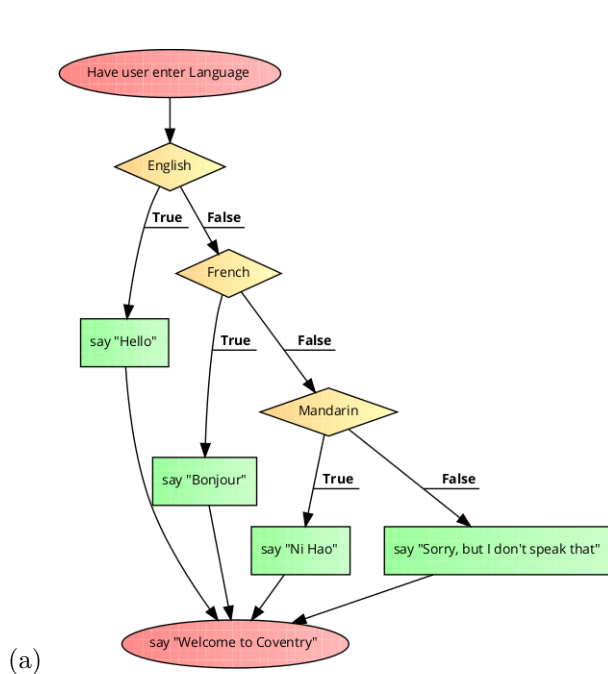 Have user enter Language
English
True
False
French
say "Hello"
True
False
Mandarin
say "Bonjour"
True
False
say "Ni Hao"
say "Sorry, but I don't speak that"
say "Welcome to Coventry"
(a)